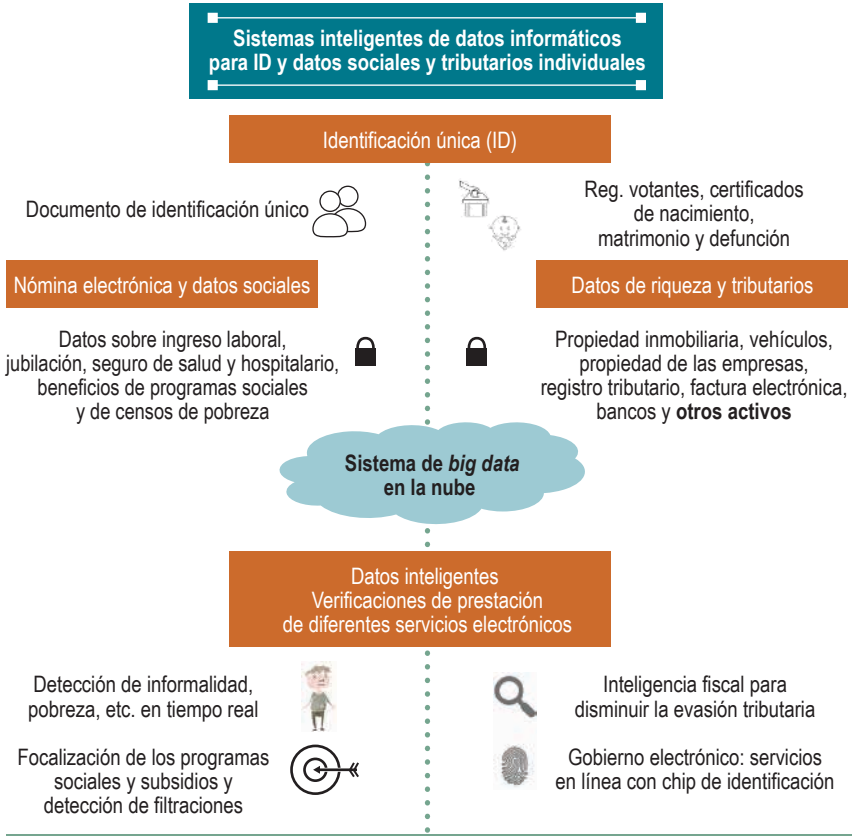 Sistemas inteligentes de datos informáticos
para ID y datos sociales y tributarios individuales
Identificación única (ID)
Documento de identificación único
Reg. votantes, certificados
de nacimiento,
matrimonio y defunción
Nómina electrónica y datos sociales
Datos sobre ingreso laboral,
jubilación, seguro de salud y hospitalario,
beneficios de programas sociales
y de censos de pobreza
Datos de riqueza y tributarios
Propiedad inmobiliaria, vehículos,
propiedad de las empresas,
registro tributario, factura electrónica,
bancos y otros activos
Sistema de big data
en la nube
Datos inteligentes
Verificaciones de prestación
de diferentes servicios electrónicos
Detección de informalidad,
pobreza, etc. en tiempo real
Inteligencia fiscal para
disminuir la evasión tributaria
Focalización de los programas
sociales y subsidios y
detección de filtraciones
Gobierno electrónico: servicios
en línea con chip de identificación